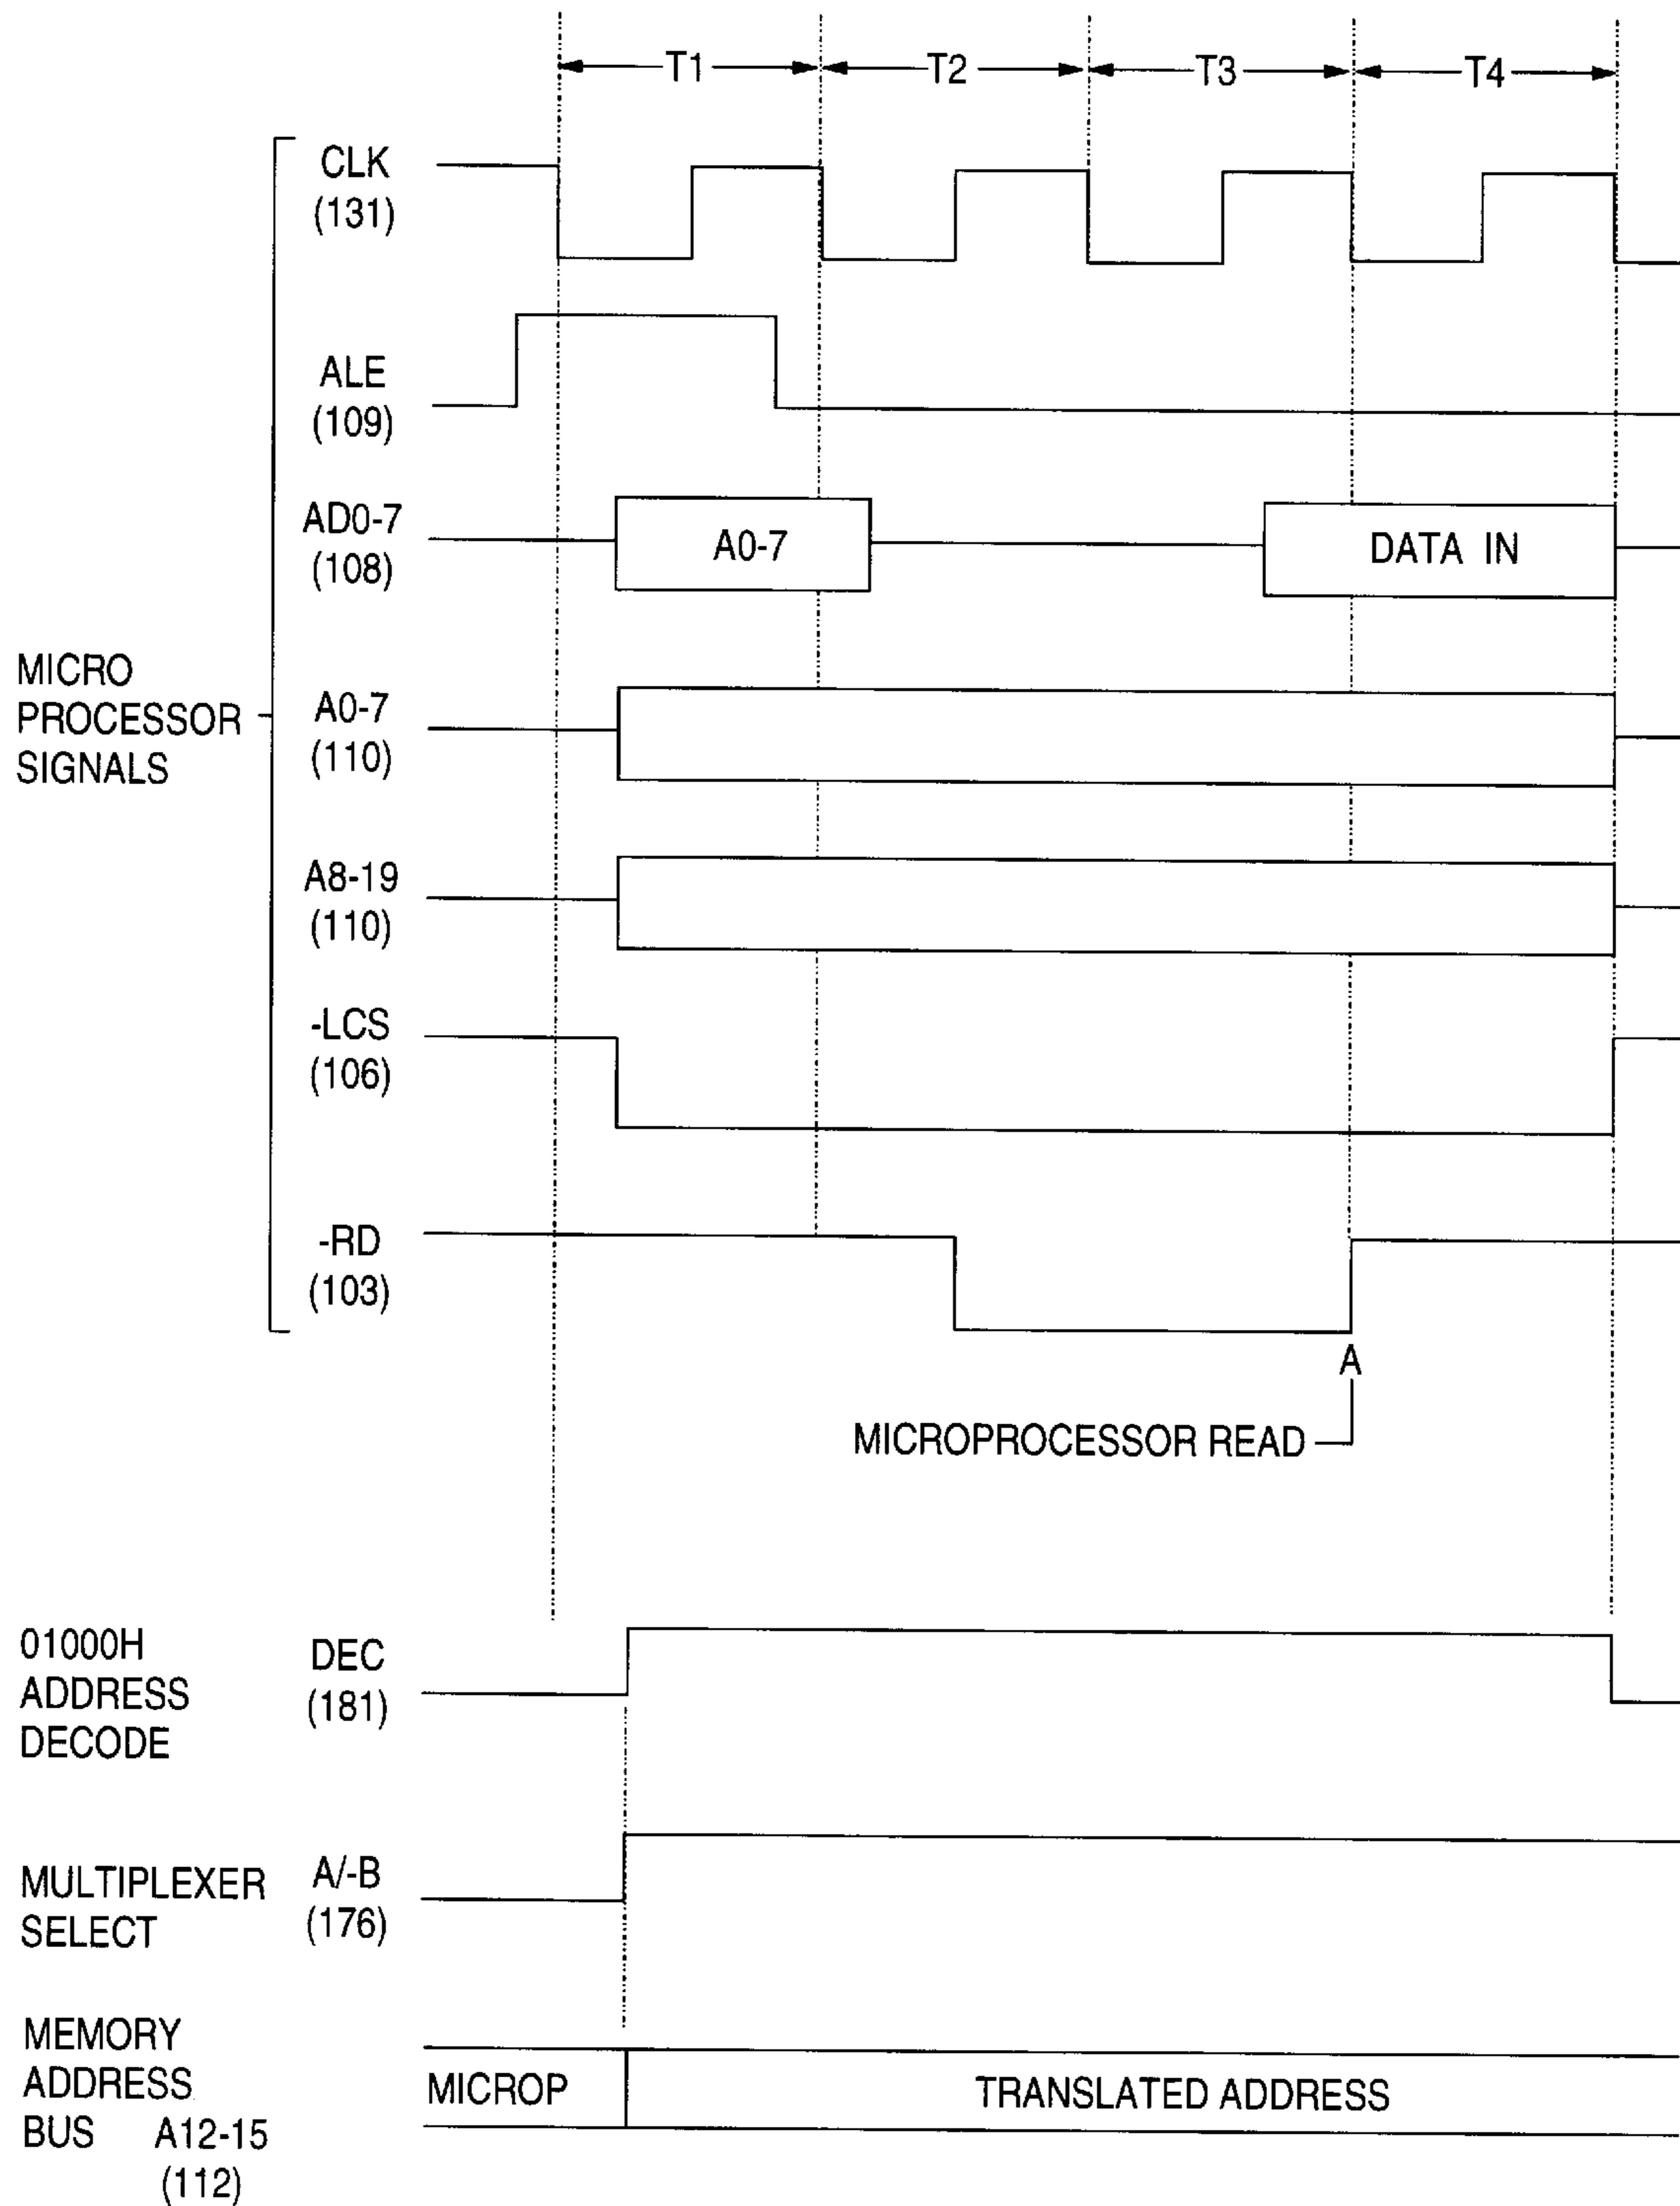 T1
T2
T3
T4
CLK
(131)
ALE
(109)
AD0-7
(108)
A0-7
DATA IN
MICRO
PROCESSOR
SIGNALS
A0-7
(110)
A8-19
(110)
-LCS
(106)
-RD
(103)
A
MICROPROCESSOR READ
01000H
ADDRESS
DECODE
DEC
(181)
MULTIPLEXER
SELECT
A/-B
(176)
MEMORY
ADDRESS
BUS A12-15
(112)
MICROP
TRANSLATED ADDRESS